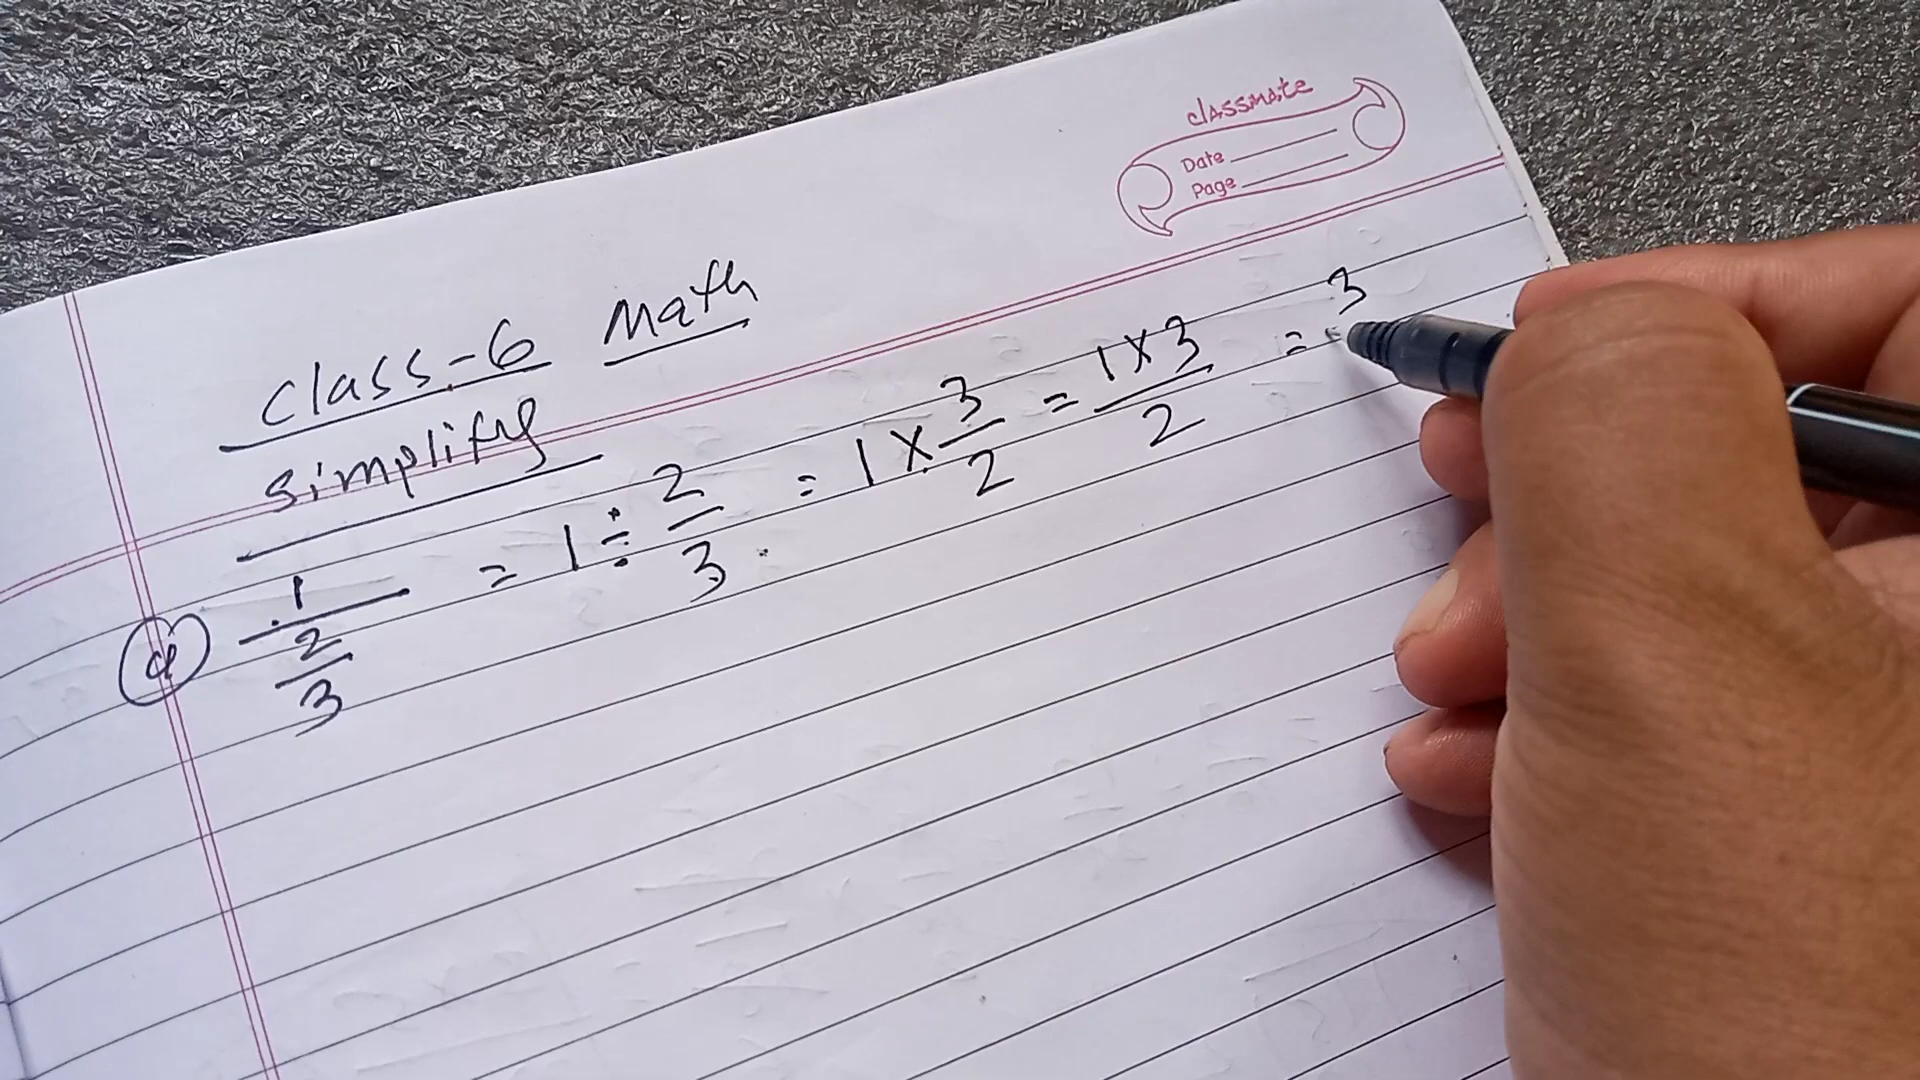 classmate
Date
Page
class-6 Math
simplify
a 1/(2/3) = 1 ÷ 2/3 = 1 × 3/2 = 1×3/2 = 3